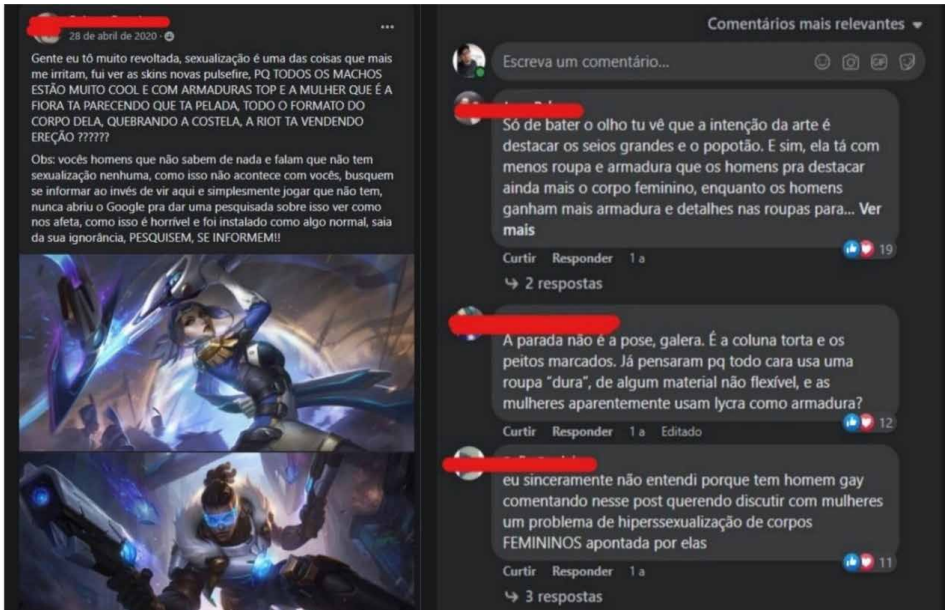 28 de abril de 2020 ·
Gente eu tô muito revoltada, sexualização é uma das coisas que mais
me irritam, fui ver as skins novas pulsefire, PQ TODOS OS MACHOS
ESTÃO MUITO COOL E COM ARMADURAS TOP E A MULHER QUE É A
FIORA TA PARECENDO QUE TA PELADA, TODO O FORMATO DO
CORPO DELA, QUEBRANDO A COSTELA, A RIOT TA VENDENDO
EREÇÃO ??????
Obs: vocês homens que não sabem de nada e falam que não tem
sexualização nenhuma, como isso não acontece com vocês, busquem
se informar ao invés de vir aqui e simplesmente jogar que não tem,
nunca abriu o Google pra dar uma pesquisada sobre isso ver como
nos afeta, como isso é horrível e foi instalado como algo normal, saia
da sua ignorância, PESQUISEM, SE INFORMEM!!
Comentários mais relevantes
Escreva um comentário...
GIF
Só de bater o olho tu vê que a intenção da arte é
destacar os seios grandes e o popotão. E sim, ela tá com
menos roupa e armadura que os homens pra destacar
ainda mais o corpo feminino, enquanto os homens
ganham mais armadura e detalhes nas roupas para... Ver
mais
19
Curtir Responder 1 a
2 respostas
A parada não é a pose, galera. É a coluna torta e os
peitos marcados. Já pensaram pq todo cara usa uma
roupa “dura”, de algum material não flexível, e as
mulheres aparentemente usam lycra como armadura?
12
Curtir Responder 1 a Editado
eu sinceramente não entendi porque tem homem gay
comentando nesse post querendo discutir com mulheres
um problema de hiperssexualização de corpos
FEMININOS apontada por elas
11
Curtir Responder 1 a
3 respostas